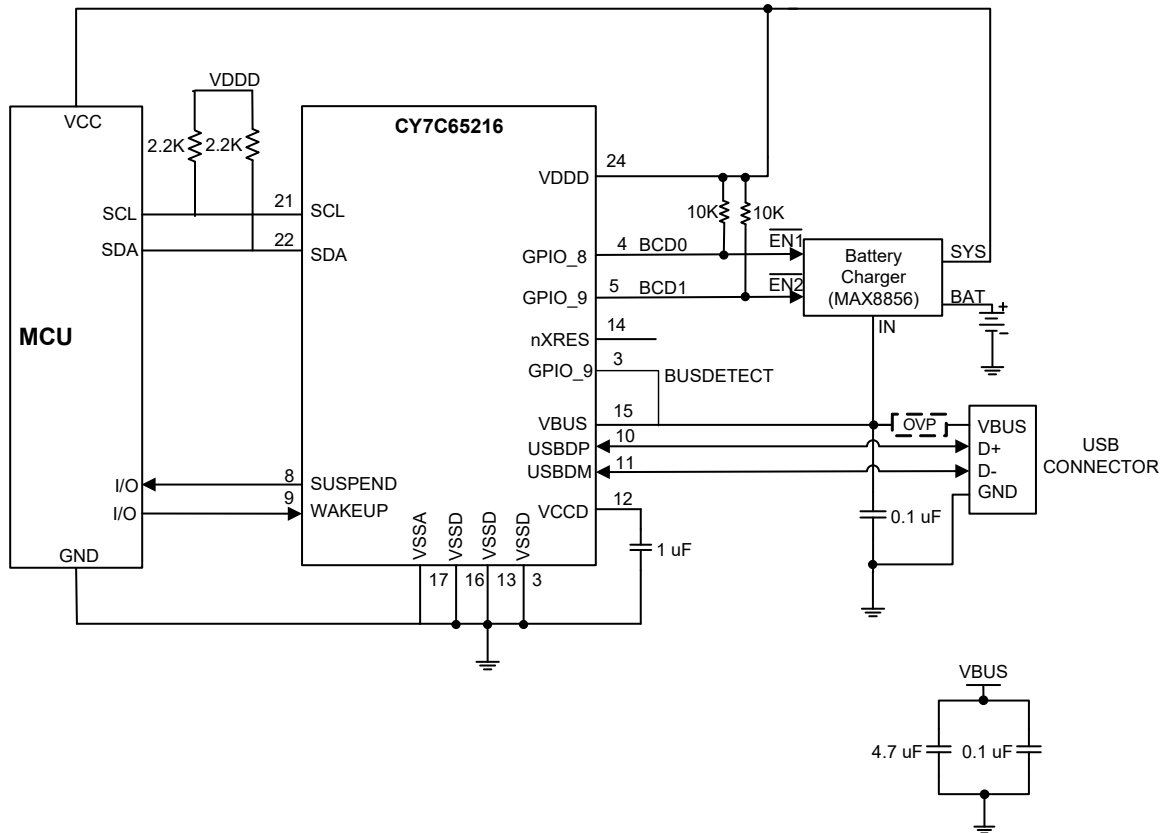 VDDD
VCC
2.2K 2.2K
CY7C65216
VDDD 24
SCL 21 SCL
SDA 22 SDA
10K 10K
GPIO_8 4 BCD0 EN1
GPIO_9 5 BCD1 EN2
Battery
Charger
(MAX8856)
SYS
BAT
+
-
IN
MCU
nXRES 14
GPIO_9 3
BUSDETECT
VBUS 15 OVP VBUS
USBDP 10 D+
USBDM 11 D-
GND
USB
CONNECTOR
I/O 8 SUSPEND
I/O 9 WAKEUP
VCCD 12
0.1 uF
1 uF
VSSA
VSSD
VSSD
VSSD
GND
17 16 13 3
VBUS
4.7 uF 0.1 uF